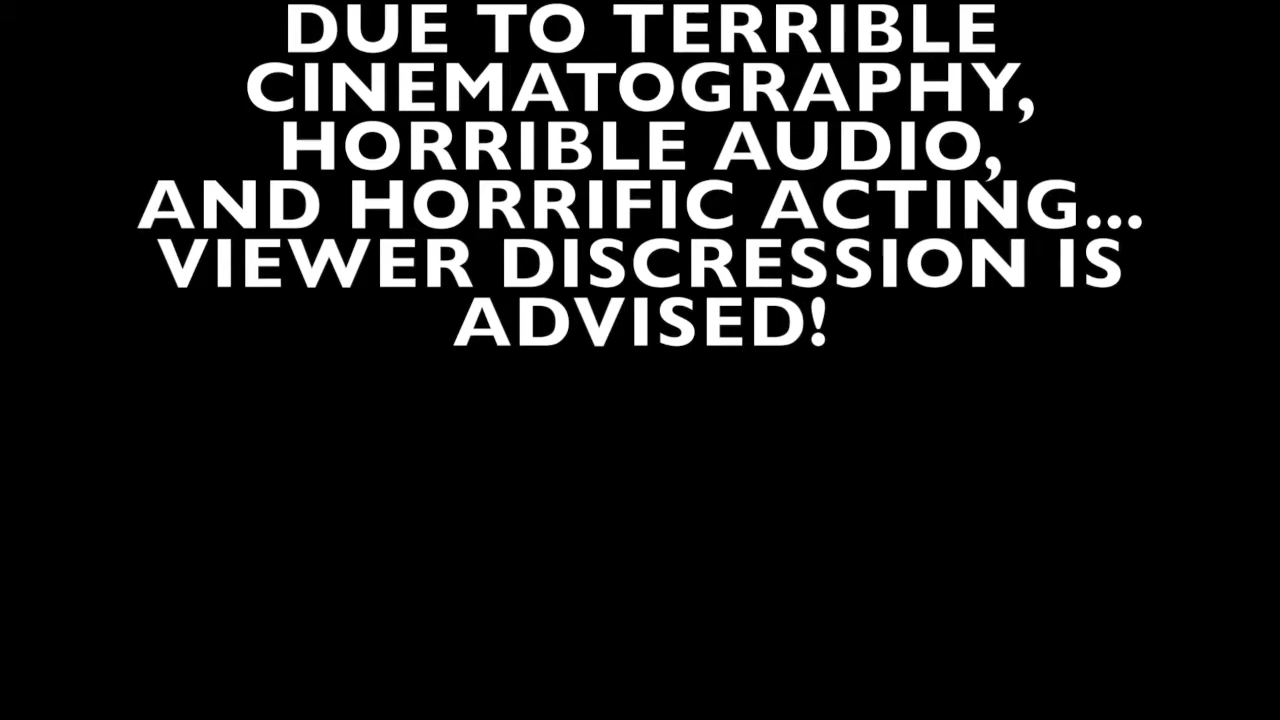 DUE TO TERRIBLE
CINEMATOGRAPHY,
HORRIBLE AUDIO,
AND HORRIFIC ACTING...
VIEWER DISCRESSION IS
ADVISED!